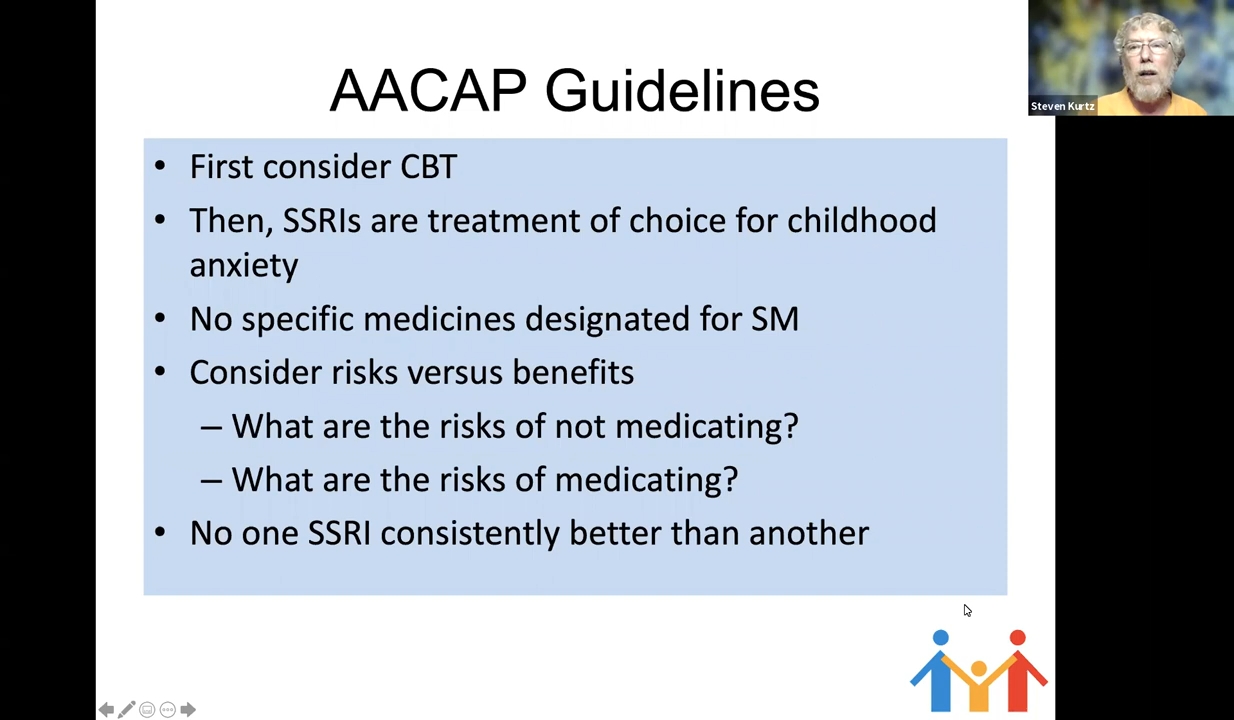 AACAP Guidelines
Steven Kurtz
• First consider CBT
• Then, SSRIs are treatment of choice for childhood
anxiety
• No specific medicines designated for SM
• Consider risks versus benefits
– What are the risks of not medicating?
– What are the risks of medicating?
• No one SSRI consistently better than another